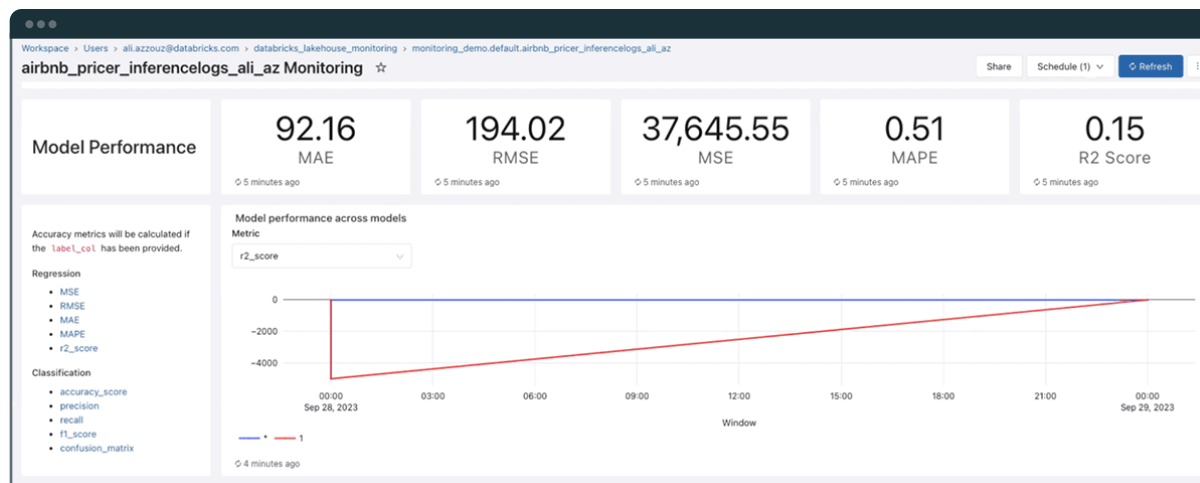 Workspace > Users > ali.azzouz@databricks.com > databricks_lakehouse_monitoring > monitoring_demo.default.airbnb_pricer_inferencelogs_ali_az
airbnb_pricer_inferencelogs_ali_az Monitoring ☆
Share
Schedule (1)
Refresh
Model Performance
92.16
MAE
5 minutes ago
194.02
RMSE
5 minutes ago
37,645.55
MSE
5 minutes ago
0.51
MAPE
5 minutes ago
0.15
R2 Score
5 minutes ago
Accuracy metrics will be calculated if
the label_col has been provided.
Regression
• MSE
• RMSE
• MAE
• MAPE
• r2_score
Classification
• accuracy_score
• precision
• recall
• f1_score
• confusion_matrix
Model performance across models
Metric
r2_score
0
−2000
−4000
00:00 03:00 06:00 09:00 12:00 15:00 18:00 21:00 00:00
Sep 28, 2023 Sep 29, 2023
Window
* 1
4 minutes ago